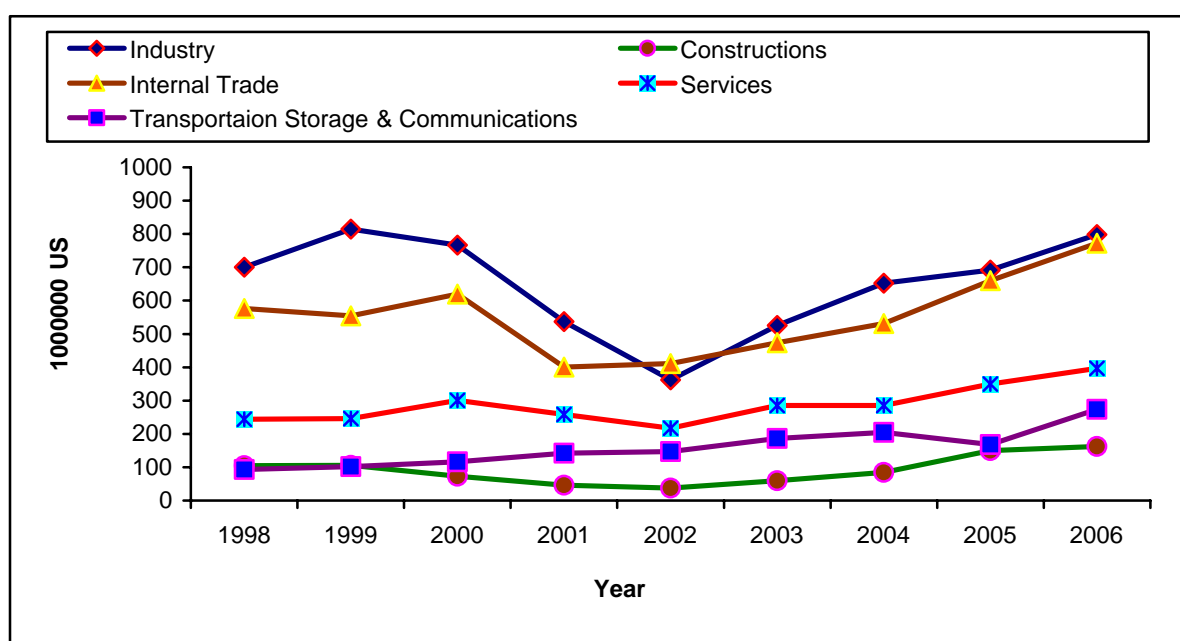 Industry
Constructions
Internal Trade
Services
Transportaion Storage & Communications
1000
900
800
700
600
500
400
300
200
100
0
1000000 US
1998 1999 2000 2001 2002 2003 2004 2005 2006
Year